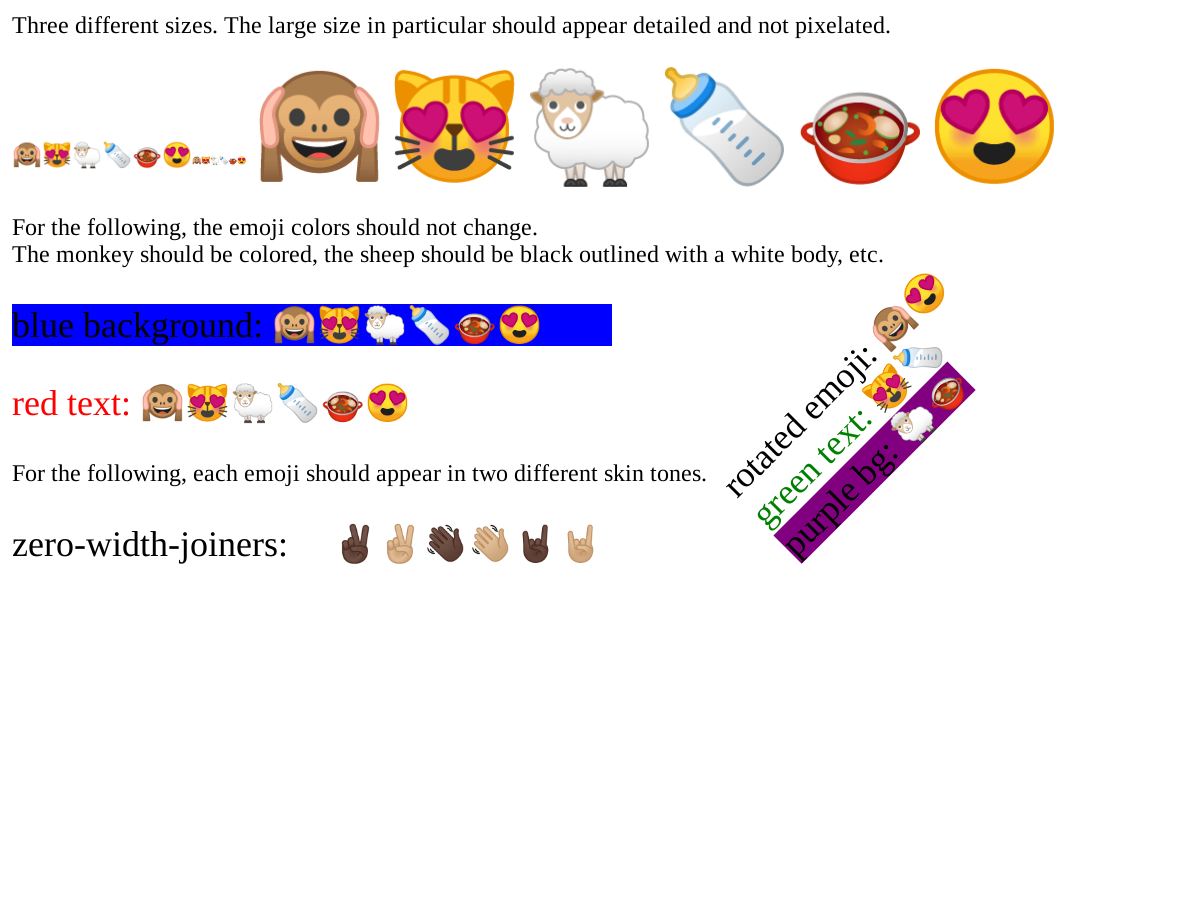 Three different sizes. The large size in particular should appear detailed and not pixelated.
🙉😻🐑🍼🍲😍🙉😻🐑🍼🍲😍🙉😻🐑🍼🍲😍
For the following, the emoji colors should not change.
The monkey should be colored, the sheep should be black outlined with a white body, etc.
blue background: 🙉😻🐑🍼🍲😍
red text: 🙉😻🐑🍼🍲😍
rotated emoji: 🙉😍
green text: 😻🍼
purple bg: 🐑🍲
For the following, each emoji should appear in two different skin tones.
zero-width-joiners: ✌🏿✌🏼👋🏿👋🏼🤘🏿🤘🏼